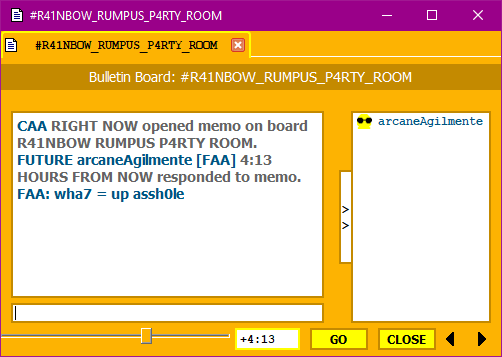 #R41NBOW_RUMPUS_P4RTY_ROOM
#R41NBOW_RUMPUS_P4RTY_ROOM
Bulletin Board: #R41NBOW_RUMPUS_P4RTY_ROOM
CAA RIGHT NOW opened memo on board
R41NBOW RUMPUS P4RTY ROOM.
FUTURE arcaneAgilmente [FAA] 4:13
HOURS FROM NOW responded to memo.
FAA: wha7 = up assh0le
arcaneAgilmente
>
>
+4:13 GO CLOSE